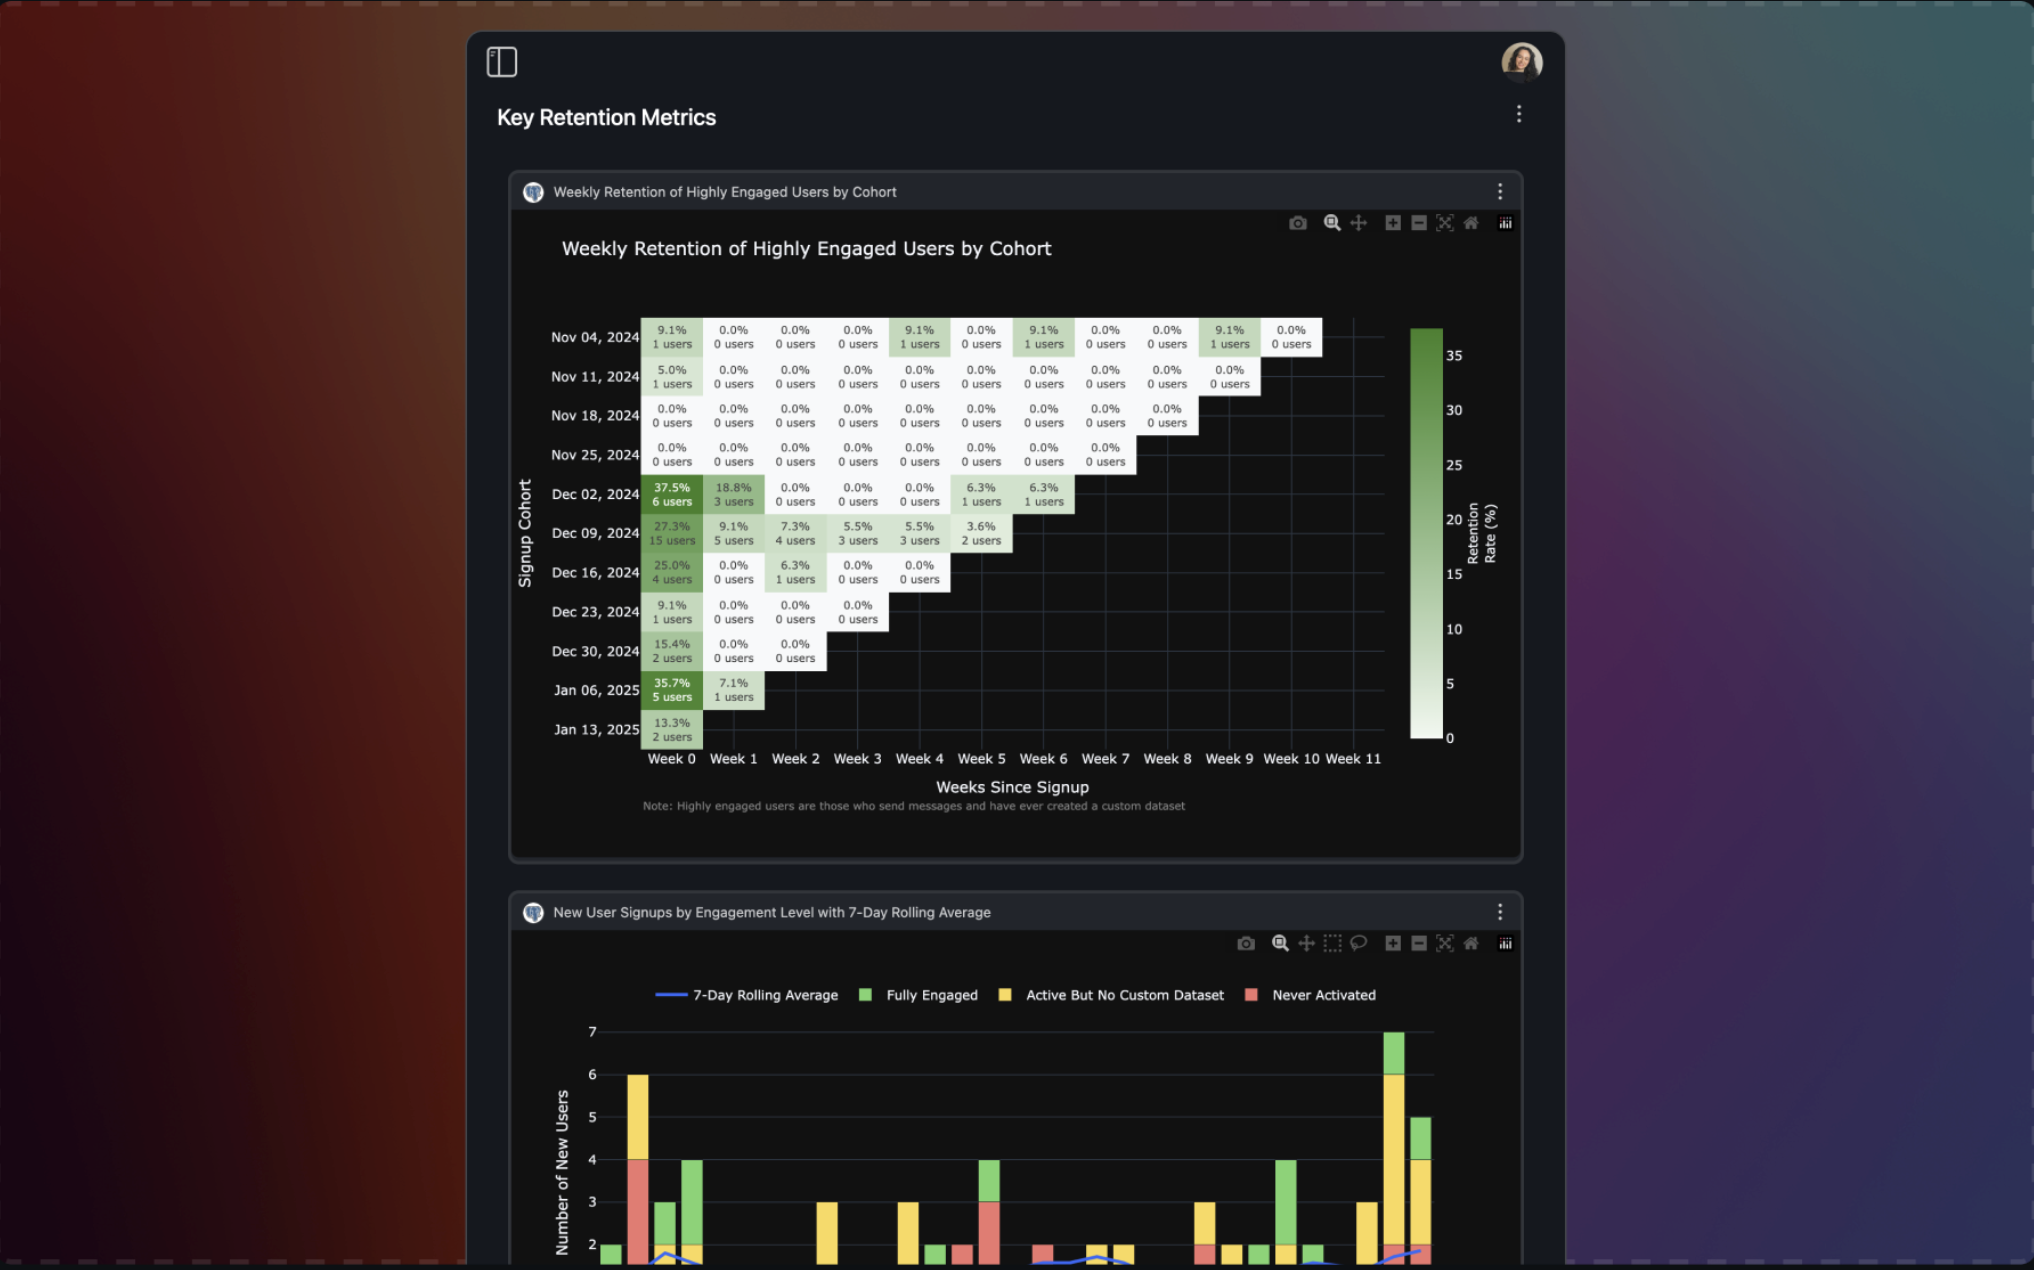 Key Retention Metrics
Weekly Retention of Highly Engaged Users by Cohort
Weekly Retention of Highly Engaged Users by Cohort
Signup Cohort
Nov 04, 2024 9.1% 0.0% 0.0% 0.0% 9.1% 0.0% 9.1% 0.0% 0.0% 9.1% 0.0%
1 users 0 users 0 users 0 users 1 users 0 users 1 users 0 users 0 users 1 users 0 users
Nov 11, 2024 5.0% 0.0% 0.0% 0.0% 0.0% 0.0% 0.0% 0.0% 0.0% 0.0%
1 users 0 users 0 users 0 users 0 users 0 users 0 users 0 users 0 users 0 users
Nov 18, 2024 0.0% 0.0% 0.0% 0.0% 0.0% 0.0% 0.0% 0.0% 0.0%
0 users 0 users 0 users 0 users 0 users 0 users 0 users 0 users 0 users
Nov 25, 2024 0.0% 0.0% 0.0% 0.0% 0.0% 0.0% 0.0% 0.0%
0 users 0 users 0 users 0 users 0 users 0 users 0 users 0 users
Dec 02, 2024 37.5% 18.8% 0.0% 0.0% 0.0% 6.3% 6.3%
6 users 3 users 0 users 0 users 0 users 1 users 1 users
Dec 09, 2024 27.3% 9.1% 7.3% 5.5% 5.5% 3.6%
15 users 5 users 4 users 3 users 3 users 2 users
Dec 16, 2024 25.0% 0.0% 6.3% 0.0% 0.0%
4 users 0 users 1 users 0 users 0 users
Dec 23, 2024 9.1% 0.0% 0.0% 0.0%
1 users 0 users 0 users 0 users
Dec 30, 2024 15.4% 0.0% 0.0%
2 users 0 users 0 users
Jan 06, 2025 35.7% 7.1%
5 users 1 users
Jan 13, 2025 13.3%
2 users
Week 0 Week 1 Week 2 Week 3 Week 4 Week 5 Week 6 Week 7 Week 8 Week 9 Week 10 Week 11
Weeks Since Signup
Note: Highly engaged users are those who send messages and have ever created a custom dataset
35
30
25
20
15
10
5
0
Retention
Rate (%)
New User Signups by Engagement Level with 7-Day Rolling Average
7-Day Rolling Average Fully Engaged Active But No Custom Dataset Never Activated
Number of New Users
7
6
5
4
3
2